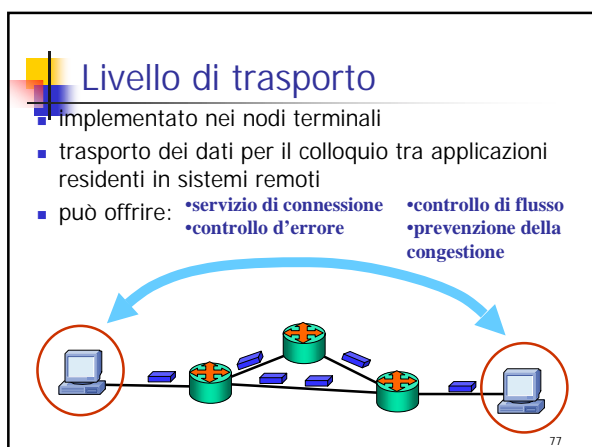 Livello di trasporto
implementato nei nodi terminali
trasporto dei dati per il colloquio tra applicazioni
residenti in sistemi remoti
può offrire:
•servizio di connessione
•controllo d'errore
•controllo di flusso
•prevenzione della
congestione
77